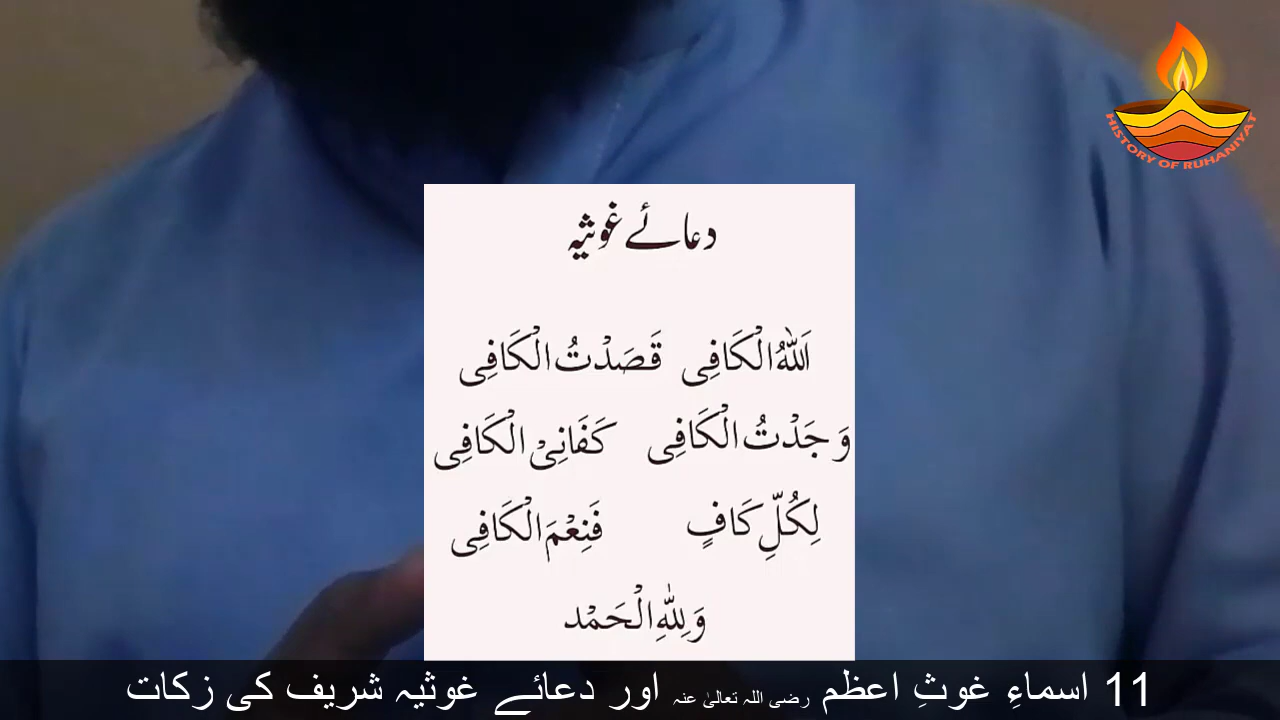 HISTORY OF RUHANIYAT
دعائے غوثیہ
اَللّٰهُ الْكَافِی قَصَدْتُ الْكَافِی
وَجَدْتُ الْكَافِی كَفَانِیْ الْكَافِی
لِكُلِّ كَافٍ فَنِعْمَ الْكَافِی
وَلِلّٰهِ الْحَمْد
11 اسماءِ غوثِ اعظم رضی اللہ تعالیٰ عنہ اور دعائے غوثیہ شریف کی زکات